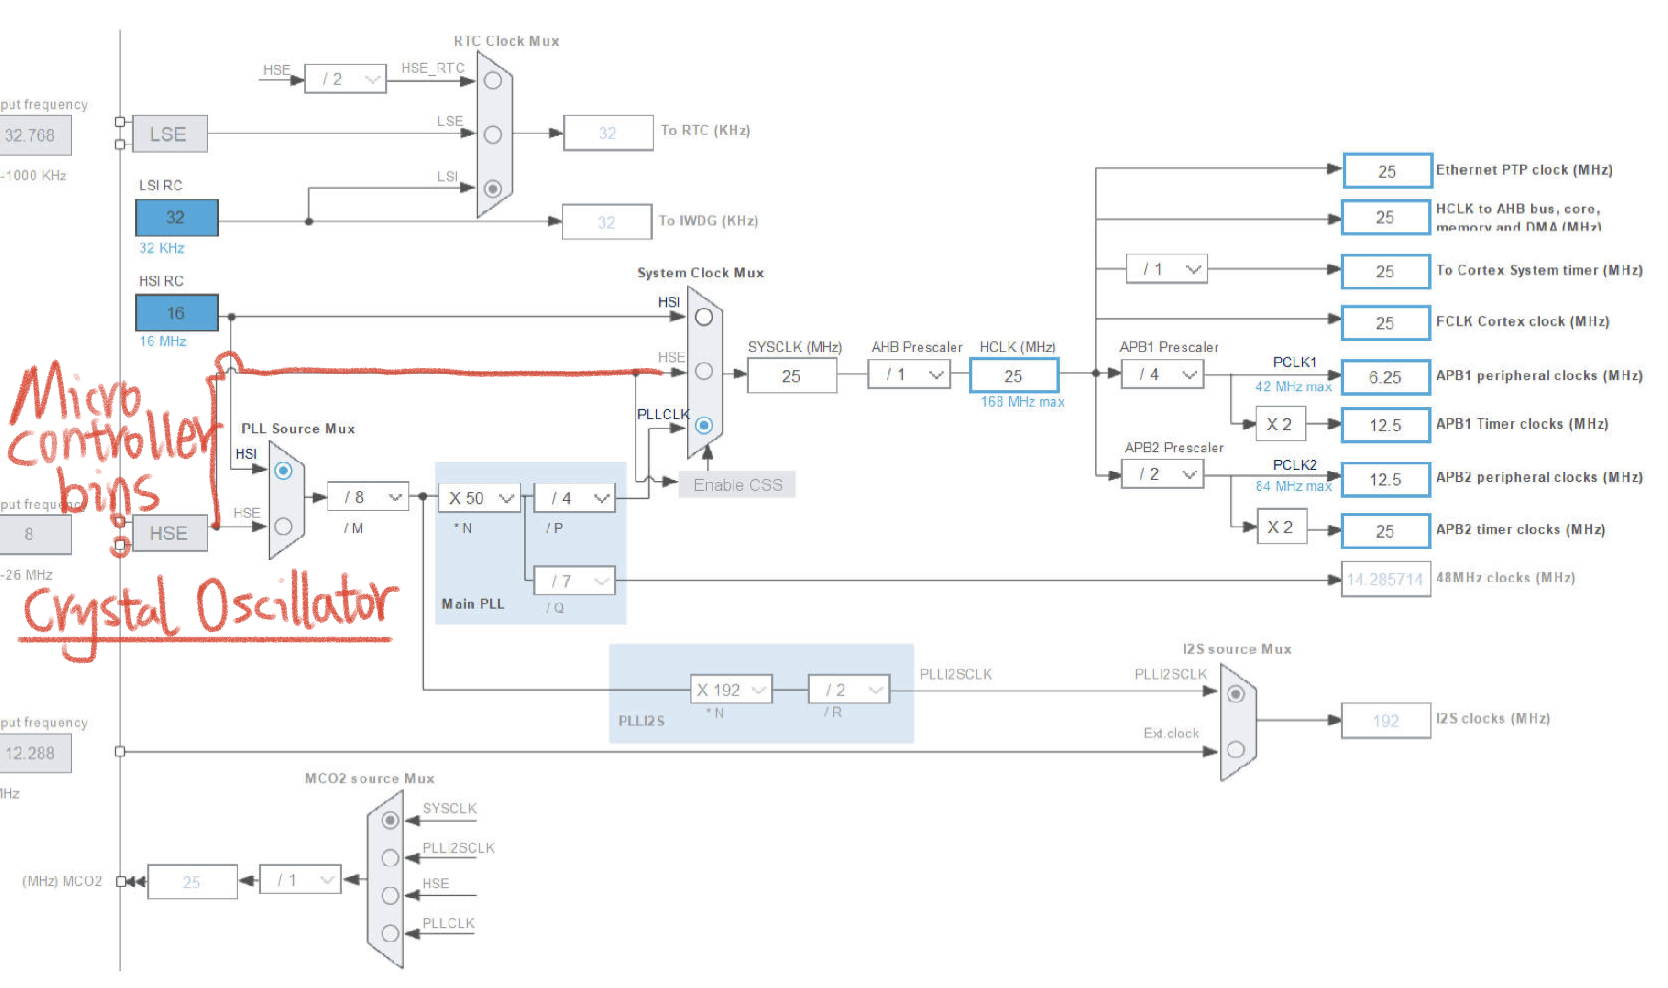 RTC Clock Mux
HSE
/ 2
HSE_RTC
put frequency
32.768
-1000 KHz
LSE
LSE
32
To RTC (KHz)
LSI RC
32
32 KHz
LSI
32
To IWDG (KHz)
HSI RC
16
16 MHz
System Clock Mux
HSI
HSE
PLLCLK
Enable CSS
SYSCLK (MHz)
25
AHB Prescaler
/ 1
HCLK (MHz)
25
168 MHz max
25
Ethernet PTP clock (MHz)
25
HCLK to AHB bus, core,
memory and DMA (MHz)
/ 1
25
To Cortex System timer (MHz)
25
FCLK Cortex clock (MHz)
APB1 Prescaler
/ 4
PCLK1
42 MHz max
6.25
APB1 peripheral clocks (MHz)
X 2
12.5
APB1 Timer clocks (MHz)
APB2 Prescaler
/ 2
PCLK2
84 MHz max
12.5
APB2 peripheral clocks (MHz)
X 2
25
APB2 timer clocks (MHz)
14.285714
48MHz clocks (MHz)
Micro
controller
bins
PLL Source Mux
HSI
HSE
put frequency
8
-26 MHz
HSE
/ 8
/ M
X 50
* N
/ 4
/ P
/ 7
/ Q
Main PLL
Crystal Oscillator
X 192
* N
/ 2
/ R
PLLI2S
PLLI2SCLK
I2S source Mux
PLLI2SCLK
Ext.clock
192
I2S clocks (MHz)
put frequency
12.288
MHz
MCO2 source Mux
SYSCLK
PLLI2SCLK
HSE
PLLCLK
(MHz) MCO2
25
/ 1